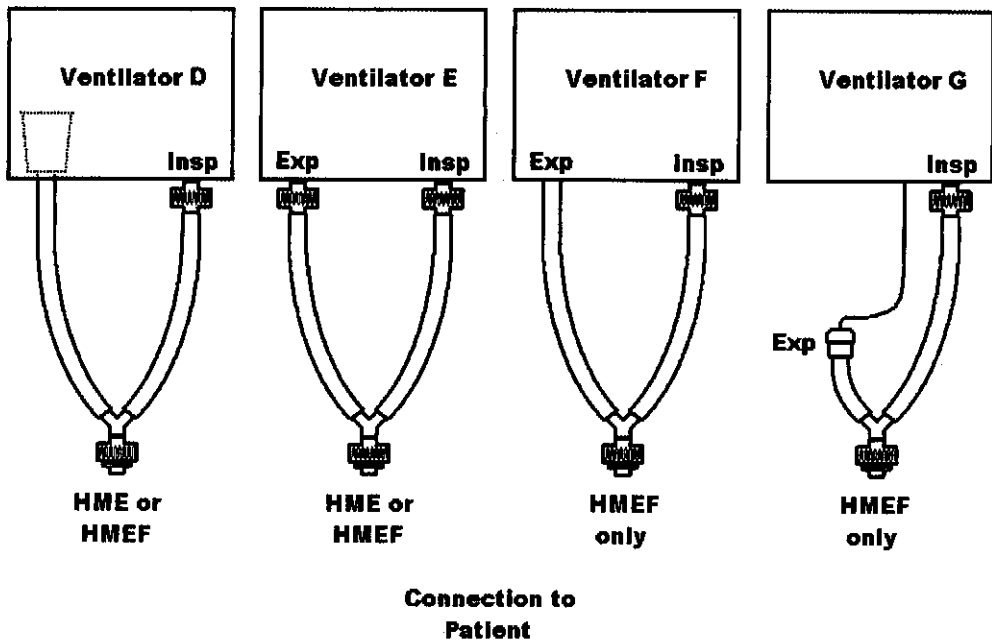 Ventilator D
Insp
Ventilator E
Exp
Insp
Ventilator F
Exp
Insp
Ventilator G
Insp
Exp
HME or
HMEF
HME or
HMEF
HMEF
only
HMEF
only
Connection to
Patient